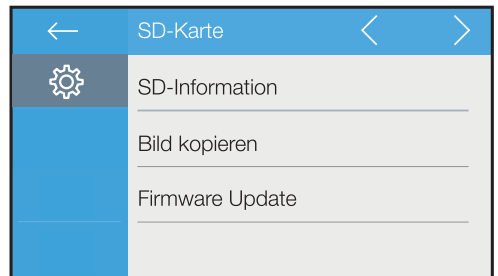 SD-Karte
SD-Information
Bild kopieren
Firmware Update